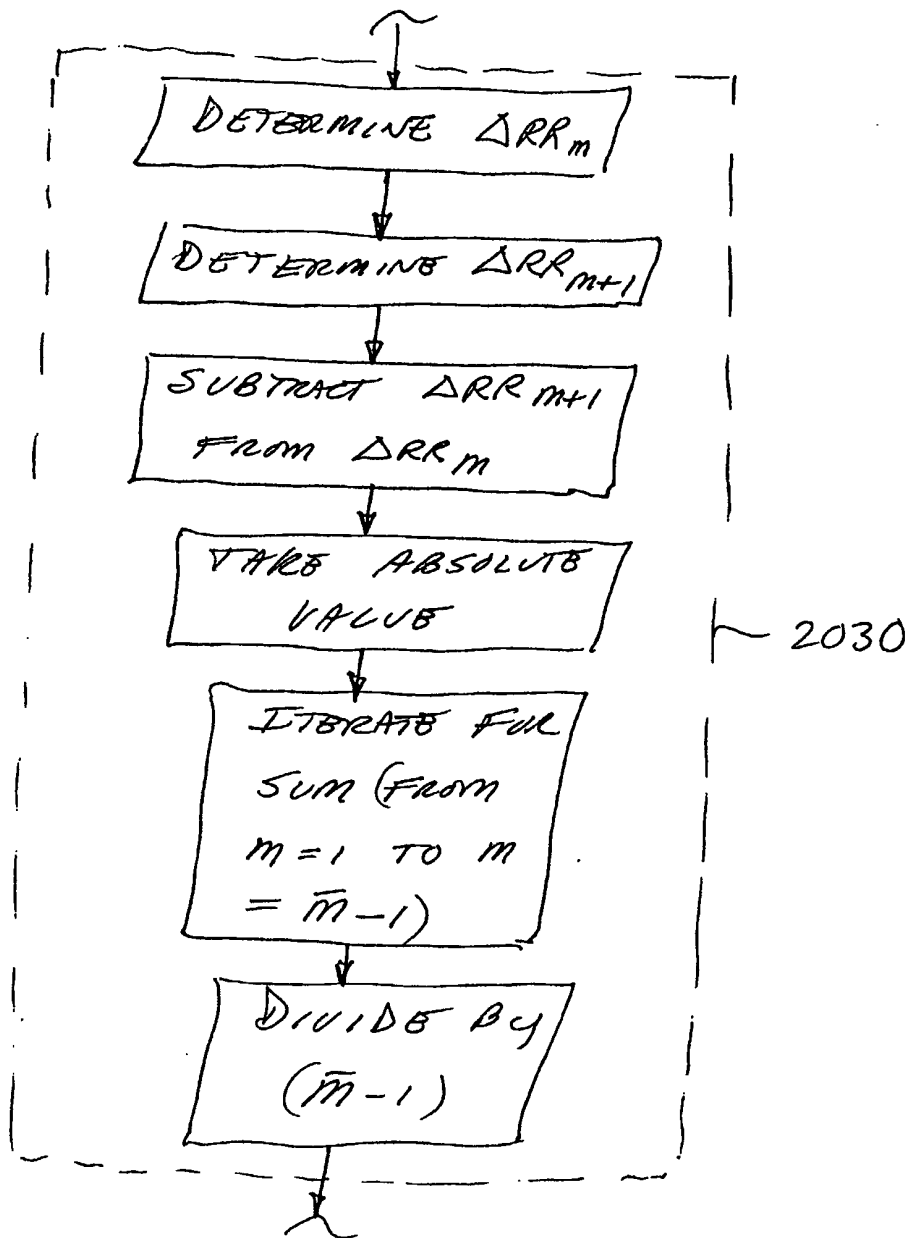 DETERMINE ΔRRₘ
DETERMINE ΔRRₘ₊₁
SUBTRACT ΔRRₘ₊₁
FROM ΔRRₘ
TAKE ABSOLUTE
VALUE
ITERATE FOR
SUM (FROM
m = 1 TO m
= m̅ - 1)
2030
DIVIDE BY
(m̅ - 1)